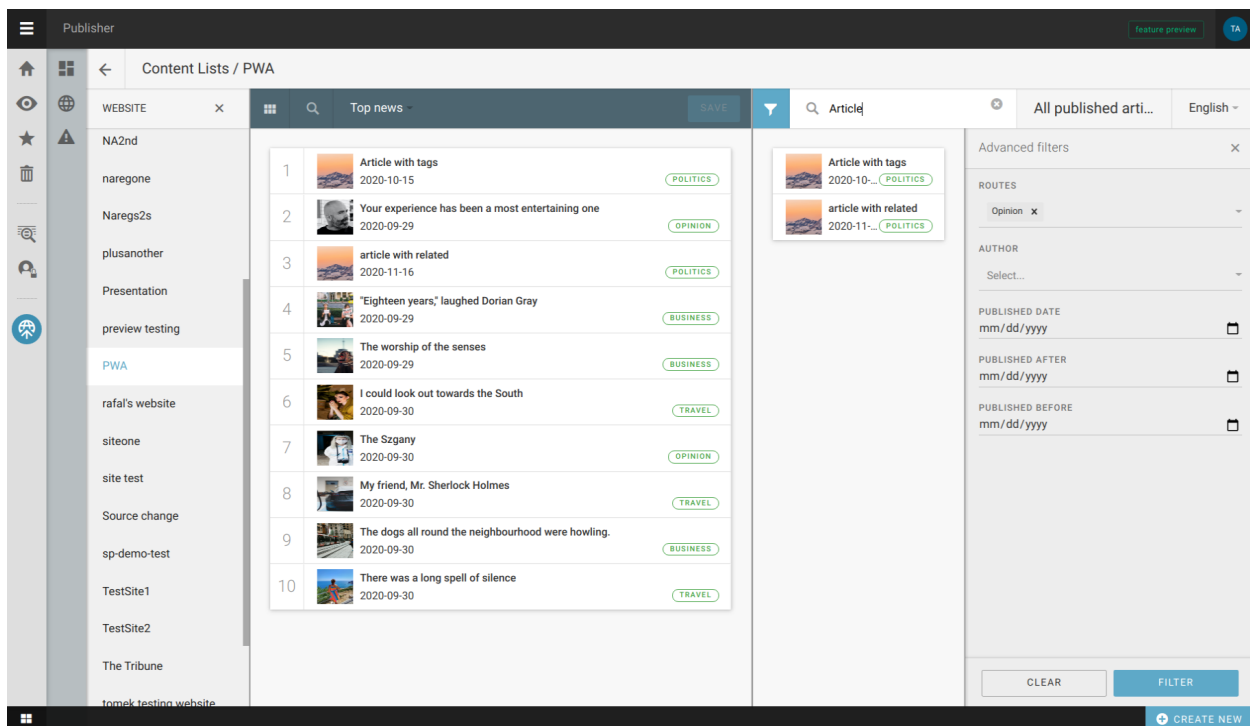 Publisher
feature preview
TA
Content Lists / PWA
WEBSITE
NA2nd
naregone
Naregs2s
plusanother
Presentation
preview testing
PWA
rafal's website
siteone
site test
Source change
sp-demo-test
TestSite1
TestSite2
The Tribune
tomek testing website
Top news
SAVE
1
Article with tags
2020-10-15
POLITICS
2
Your experience has been a most entertaining one
2020-09-29
OPINION
3
article with related
2020-11-16
POLITICS
4
"Eighteen years," laughed Dorian Gray
2020-09-29
BUSINESS
5
The worship of the senses
2020-09-29
BUSINESS
6
I could look out towards the South
2020-09-30
TRAVEL
7
The Szgany
2020-09-30
OPINION
8
My friend, Mr. Sherlock Holmes
2020-09-30
TRAVEL
9
The dogs all round the neighbourhood were howling.
2020-09-30
BUSINESS
10
There was a long spell of silence
2020-09-30
TRAVEL
Article
All published arti...
English
Article with tags
2020-10-...
POLITICS
article with related
2020-11-...
POLITICS
Advanced filters
ROUTES
Opinion x
AUTHOR
Select...
PUBLISHED DATE
mm/dd/yyyy
PUBLISHED AFTER
mm/dd/yyyy
PUBLISHED BEFORE
mm/dd/yyyy
CLEAR
FILTER
CREATE NEW